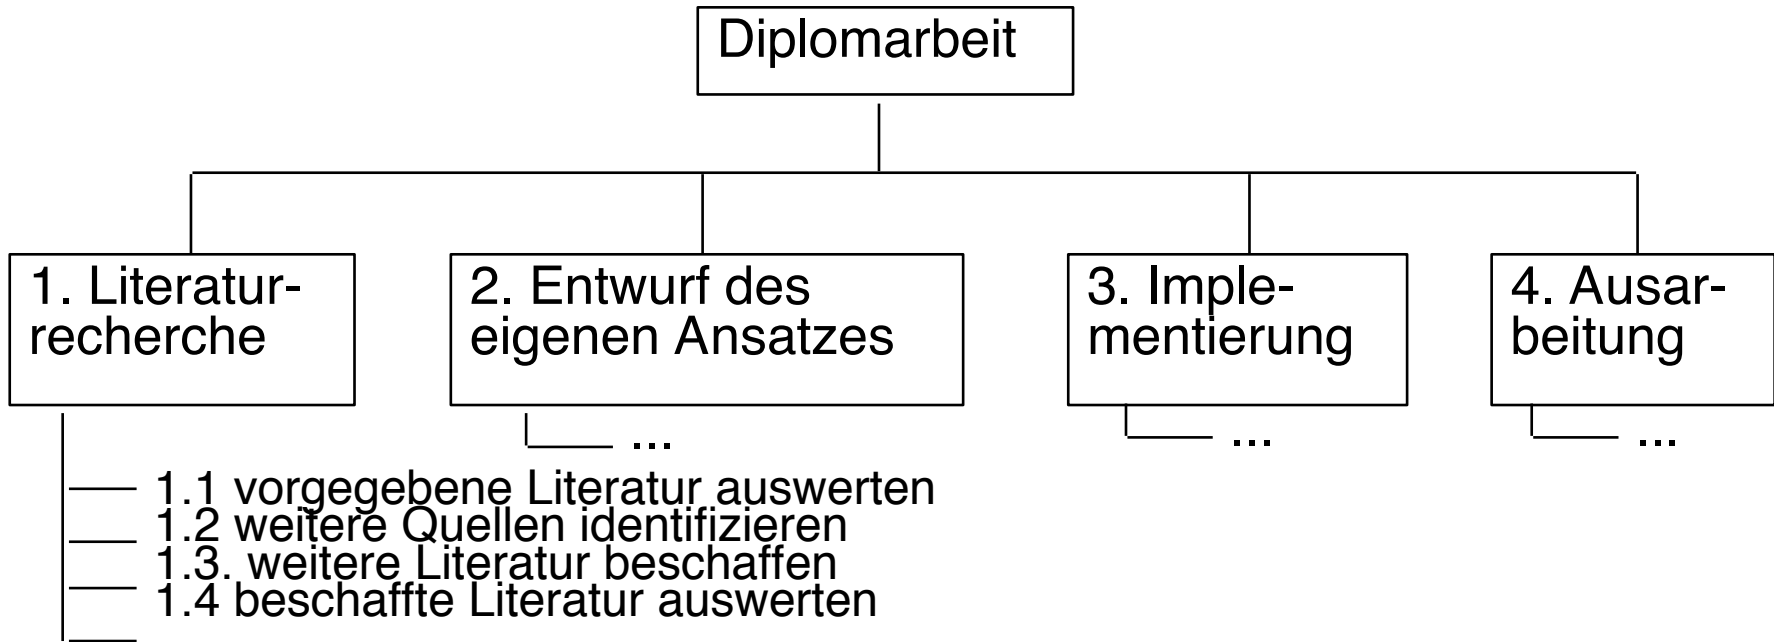 Diplomarbeit
1. Literatur-
recherche
2. Entwurf des
eigenen Ansatzes
3. Imple-
mentierung
4. Ausar-
beitung
...
...
...
1.1 vorgegebene Literatur auswerten
1.2 weitere Quellen identifizieren
1.3. weitere Literatur beschaffen
1.4 beschaffte Literatur auswerten